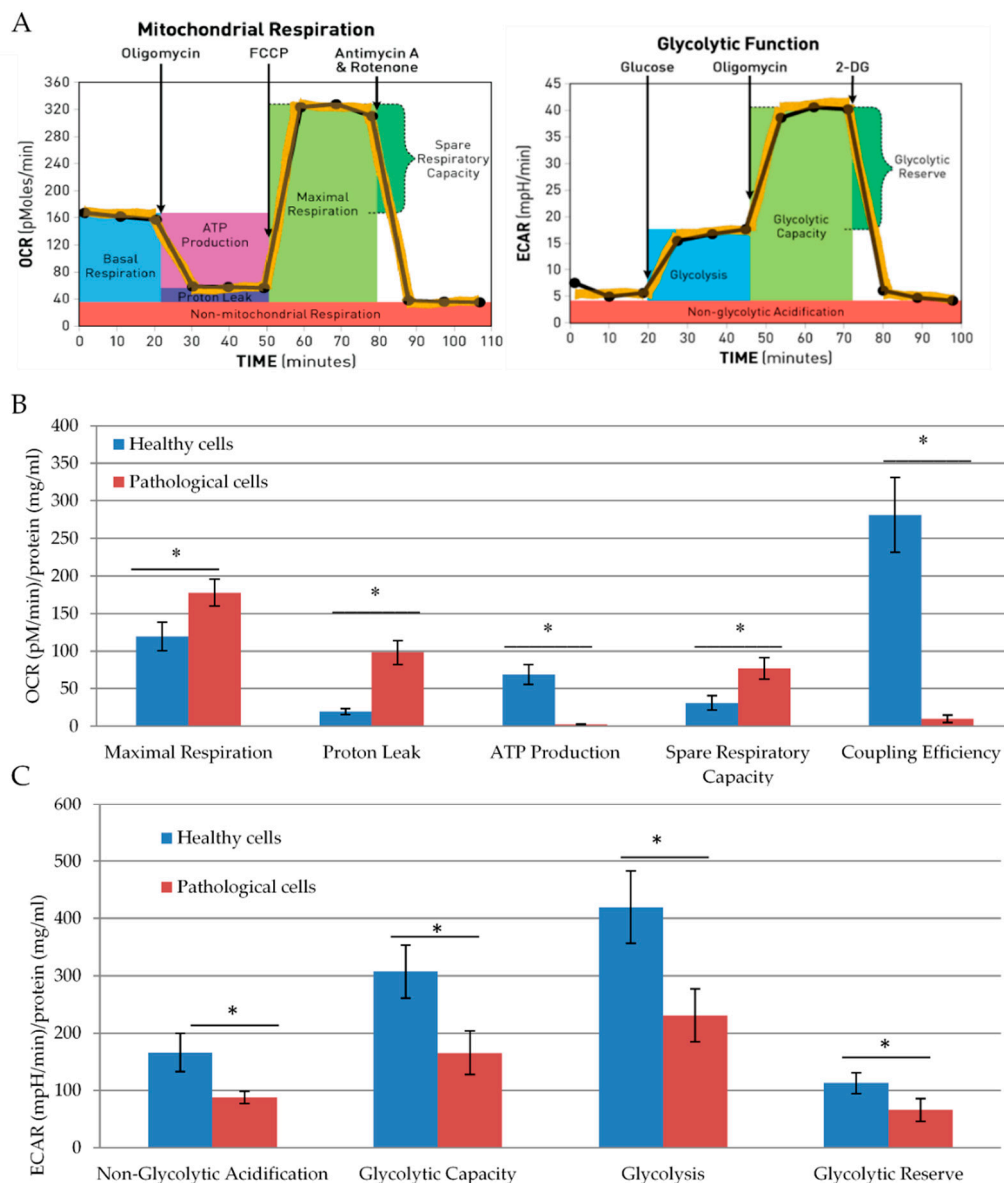 A
Mitochondrial Respiration
Oligomycin
FCCP
Antimycin A
& Rotenone
OCR (pMoles/min)
360
320
280
240
200
160
120
80
40
0
Basal
Respiration
ATP
Production
Proton Leak
Maximal
Respiration
Spare
Respiratory
Capacity
Non-mitochondrial Respiration
0 10 20 30 40 50 60 70 80 90 100 110
TIME (minutes)
Glycolytic Function
Glucose
Oligomycin
2-DG
ECAR (mpH/min)
45
40
35
30
25
20
15
10
5
0
Glycolysis
Glycolytic
Capacity
Glycolytic
Reserve
Non-glycolytic Acidification
0 10 20 30 40 50 60 70 80 90 100
TIME (minutes)
B
OCR (pM/min)/protein (mg/ml)
400
350
300
250
200
150
100
50
0
Healthy cells
Pathological cells
* * * * *
Maximal Respiration
Proton Leak
ATP Production
Spare Respiratory
Capacity
Coupling Efficiency
C
ECAR (mpH/min)/protein (mg/ml)
600
500
400
300
200
100
0
Healthy cells
Pathological cells
* * * *
Non-Glycolytic Acidification
Glycolytic Capacity
Glycolysis
Glycolytic Reserve